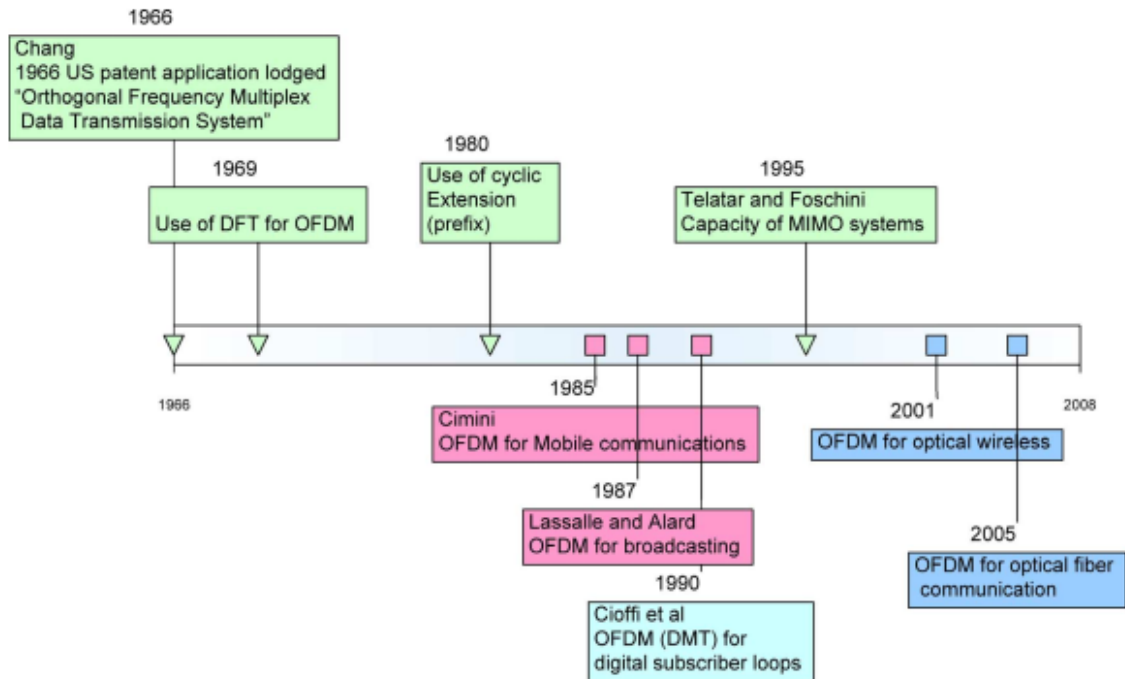 1966
Chang
1966 US patent application lodged
“Orthogonal Frequency Multiplex
Data Transmission System”
1969
Use of DFT for OFDM
1980
Use of cyclic
Extension
(prefix)
1995
Telatar and Foschini
Capacity of MIMO systems
1966
2008
1985
Cimini
OFDM for Mobile communications
1987
Lassalle and Alard
OFDM for broadcasting
1990
Cioffi et al
OFDM (DMT) for
digital subscriber loops
2001
OFDM for optical wireless
2005
OFDM for optical fiber
communication